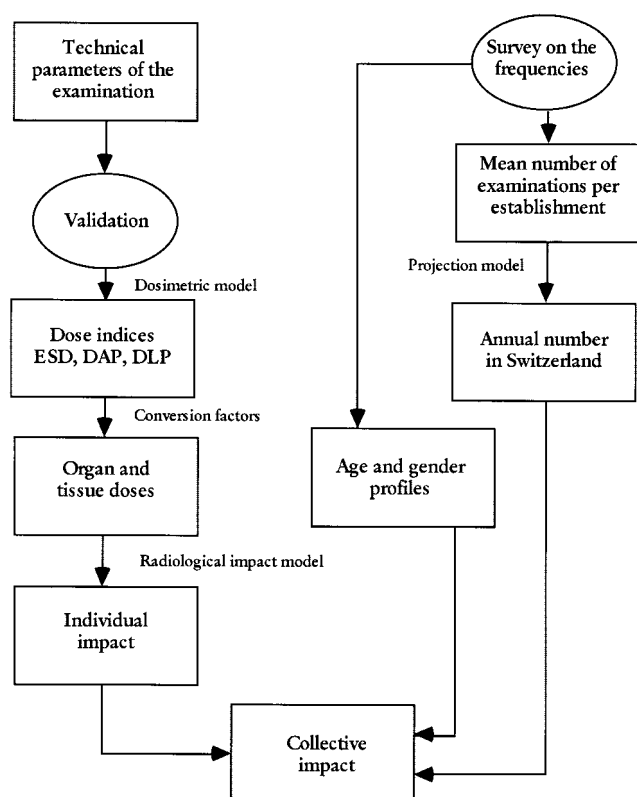 Technical
parameters of the
examination
Validation
Dosimetric model
Dose indices
ESD, DAP, DLP
Conversion factors
Organ and
tissue doses
Radiological impact model
Individual
impact
Survey on the
frequencies
Mean number of
examinations per
establishment
Projection model
Annual number
in Switzerland
Age and gender
profiles
Collective
impact